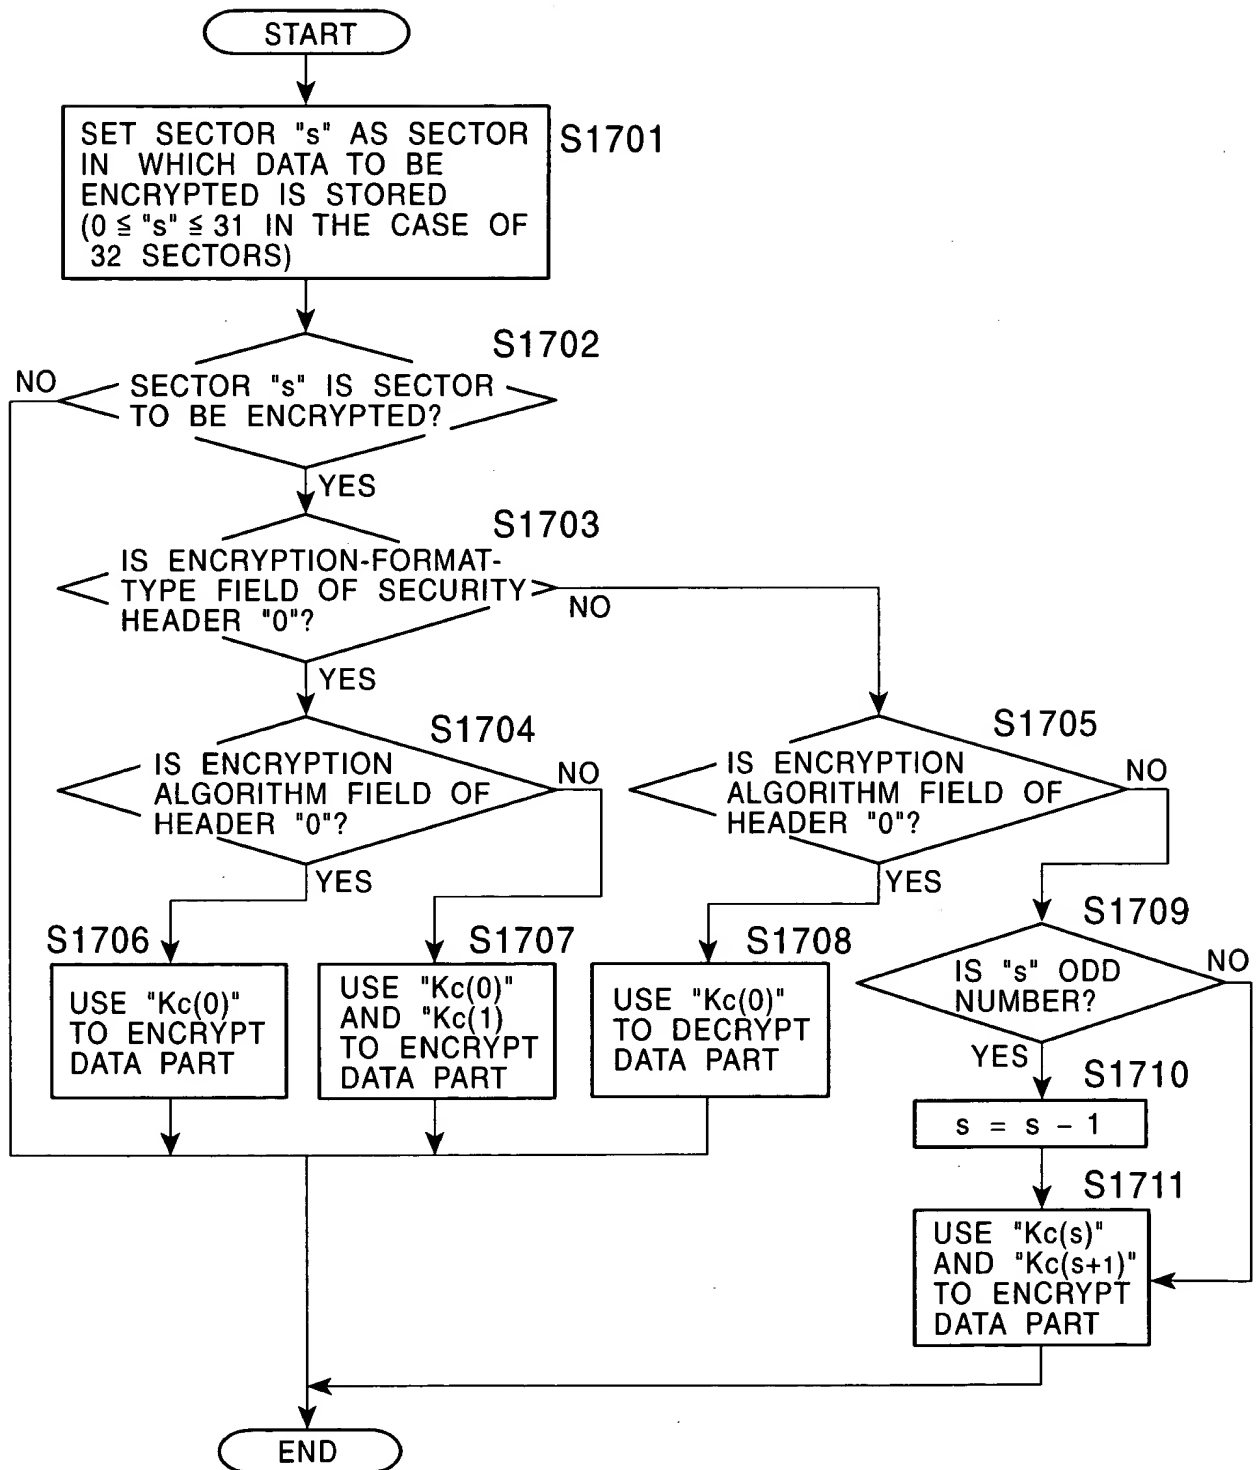 START
SET SECTOR "s" AS SECTOR
IN WHICH DATA TO BE
ENCRYPTED IS STORED
(0 ≦ "s" ≦ 31 IN THE CASE OF
32 SECTORS)
S1701
S1702
NO
SECTOR "s" IS SECTOR
TO BE ENCRYPTED?
YES
S1703
IS ENCRYPTION-FORMAT-
TYPE FIELD OF SECURITY
HEADER "0"?
NO
YES
S1704
IS ENCRYPTION
ALGORITHM FIELD OF
HEADER "0"?
NO
YES
S1705
IS ENCRYPTION
ALGORITHM FIELD OF
HEADER "0"?
NO
YES
S1706
USE "Kc(0)"
TO ENCRYPT
DATA PART
S1707
USE "Kc(0)"
AND "Kc(1)
TO ENCRYPT
DATA PART
S1708
USE "Kc(0)"
TO DECRYPT
DATA PART
S1709
IS "s" ODD
NUMBER?
NO
YES
S1710
s = s - 1
S1711
USE "Kc(s)"
AND "Kc(s+1)"
TO ENCRYPT
DATA PART
END